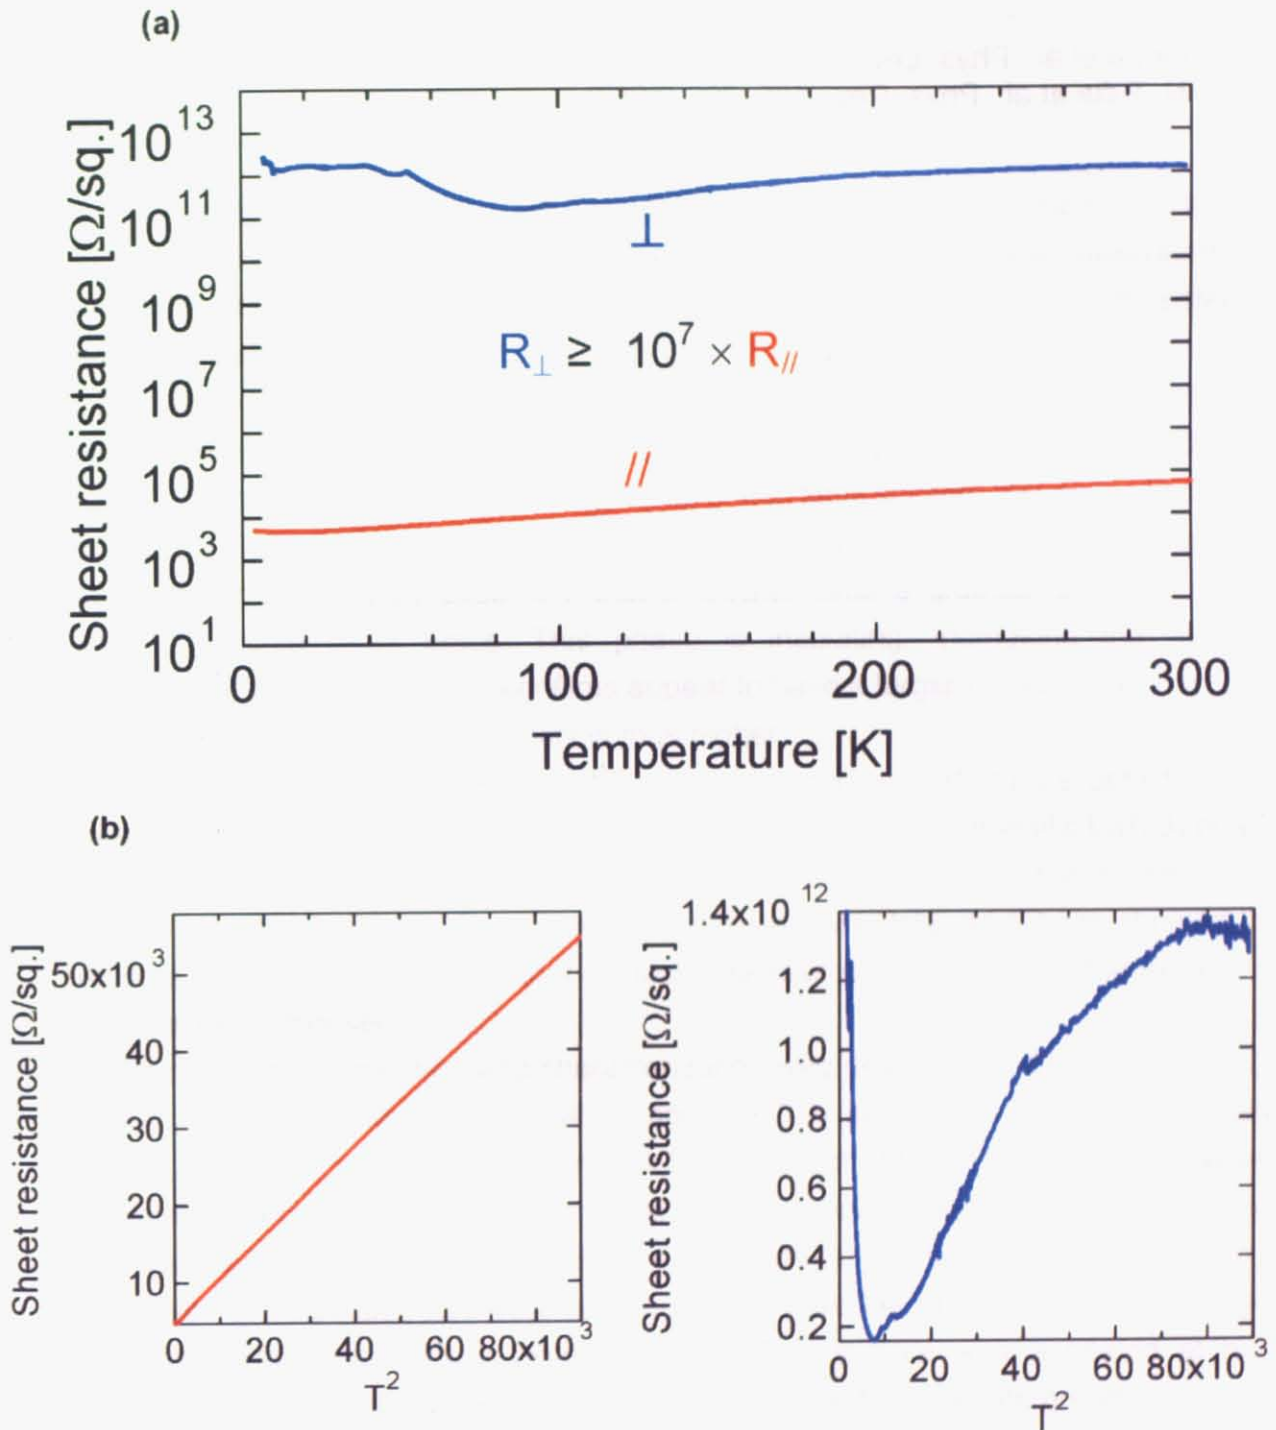 (a)
Sheet resistance [Ω/sq.]
10^13
10^11
10^9
10^7
10^5
10^3
10^1
⊥
R⊥ ≥ 10^7 × R//
//
0 100 200 300
Temperature [K]
(b)
Sheet resistance [Ω/sq.]
50x10^3
40
30
20
10
0 20 40 60 80x10^3
T^2
Sheet resistance [Ω/sq.]
1.4x10^12
1.2
1.0
0.8
0.6
0.4
0.2
0 20 40 60 80x10^3
T^2